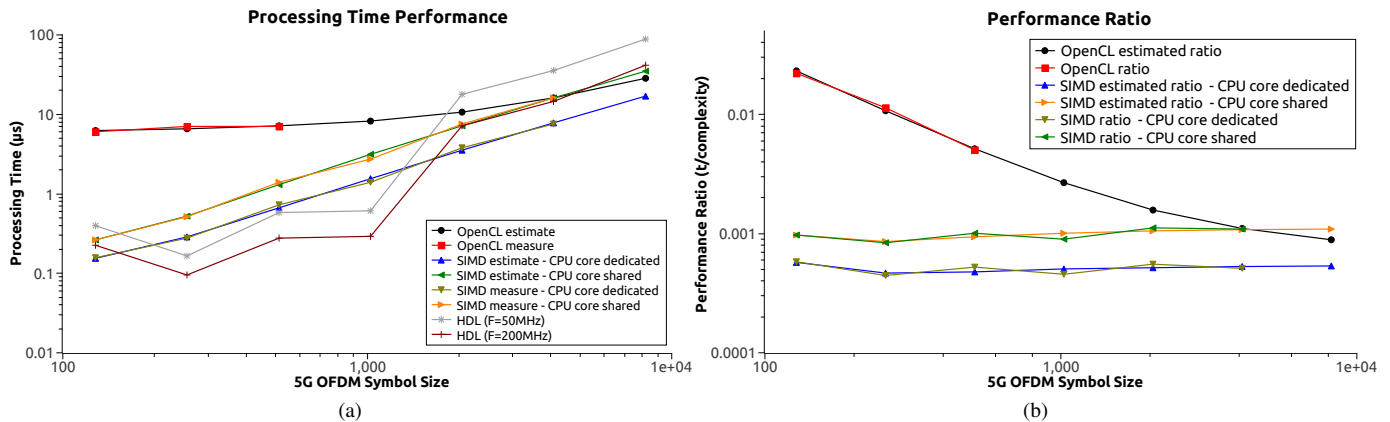 Processing Time Performance
Processing Time (µs)
100
10
1
0.1
0.01
OpenCL estimate
OpenCL measure
SIMD estimate - CPU core dedicated
SIMD estimate - CPU core shared
SIMD measure - CPU core dedicated
SIMD measure - CPU core shared
HDL (F=50MHz)
HDL (F=200MHz)
100
1,000
1e+04
5G OFDM Symbol Size
(a)
Performance Ratio
Performance Ratio (t/complexity)
0.01
0.001
0.0001
OpenCL estimated ratio
OpenCL ratio
SIMD estimated ratio - CPU core dedicated
SIMD estimated ratio - CPU core shared
SIMD ratio - CPU core dedicated
SIMD ratio - CPU core shared
100
1,000
1e+04
5G OFDM Symbol Size
(b)